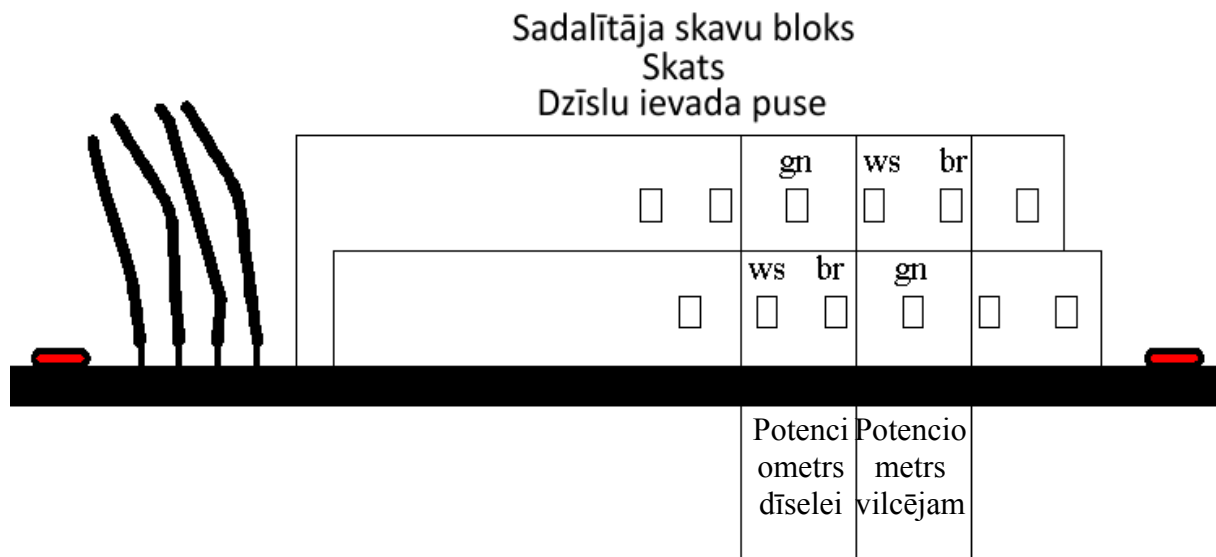 Sadalītāja skavu bloks
Skats
Dzīslu ievada puse
gn ws br
ws br gn
Potenci Potencio
ometrs metrs
dīselei vilcējam